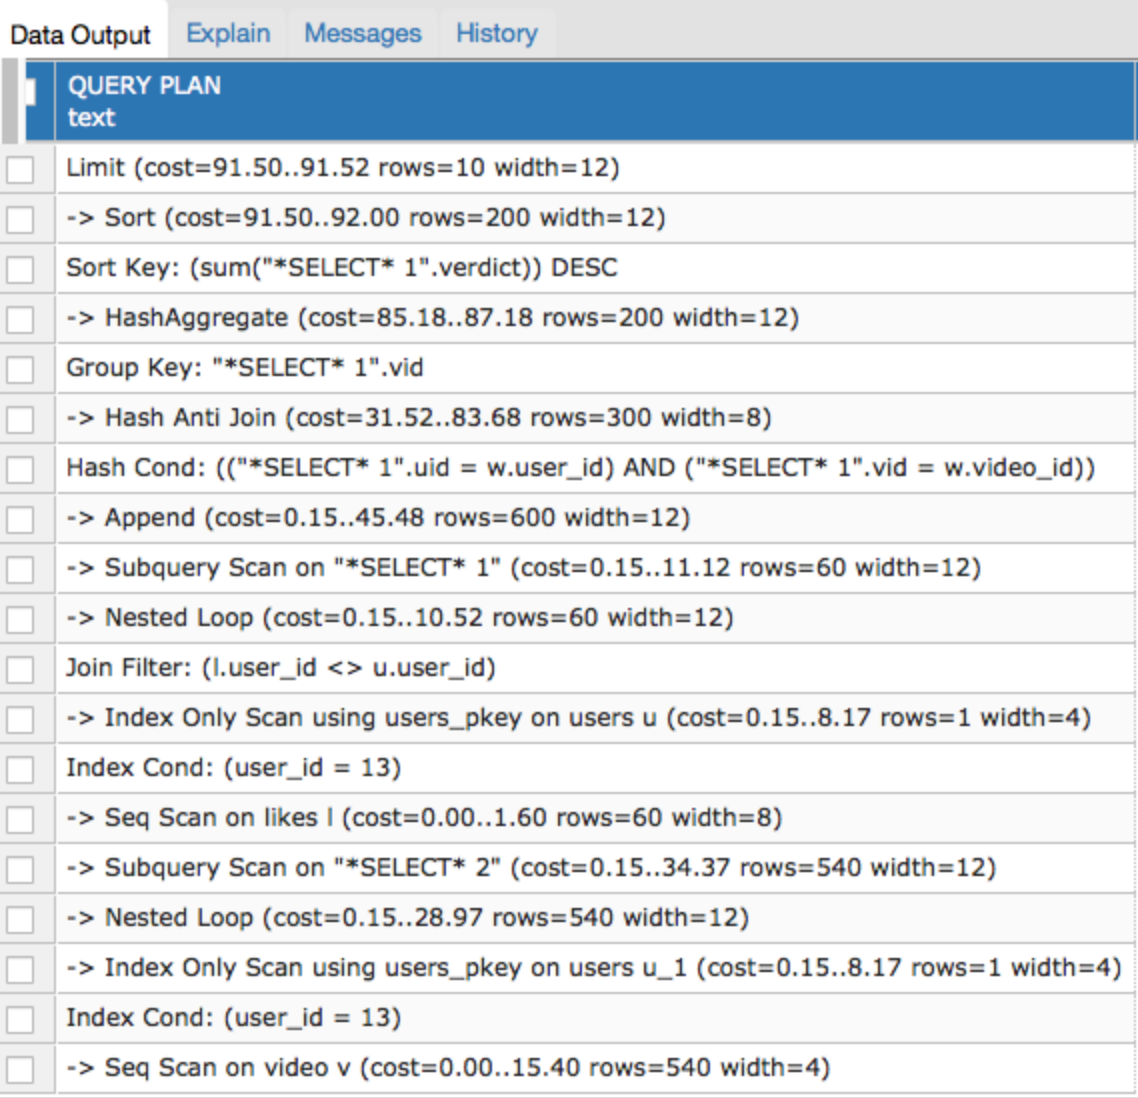 Data Output Explain Messages History
QUERY PLAN
text
Limit (cost=91.50..91.52 rows=10 width=12)
-> Sort (cost=91.50..92.00 rows=200 width=12)
Sort Key: (sum("*SELECT* 1".verdict)) DESC
-> HashAggregate (cost=85.18..87.18 rows=200 width=12)
Group Key: "*SELECT* 1".vid
-> Hash Anti Join (cost=31.52..83.68 rows=300 width=8)
Hash Cond: (("*SELECT* 1".uid = w.user_id) AND ("*SELECT* 1".vid = w.video_id))
-> Append (cost=0.15..45.48 rows=600 width=12)
-> Subquery Scan on "*SELECT* 1" (cost=0.15..11.12 rows=60 width=12)
-> Nested Loop (cost=0.15..10.52 rows=60 width=12)
Join Filter: (l.user_id <> u.user_id)
-> Index Only Scan using users_pkey on users u (cost=0.15..8.17 rows=1 width=4)
Index Cond: (user_id = 13)
-> Seq Scan on likes l (cost=0.00..1.60 rows=60 width=8)
-> Subquery Scan on "*SELECT* 2" (cost=0.15..34.37 rows=540 width=12)
-> Nested Loop (cost=0.15..28.97 rows=540 width=12)
-> Index Only Scan using users_pkey on users u_1 (cost=0.15..8.17 rows=1 width=4)
Index Cond: (user_id = 13)
-> Seq Scan on video v (cost=0.00..15.40 rows=540 width=4)